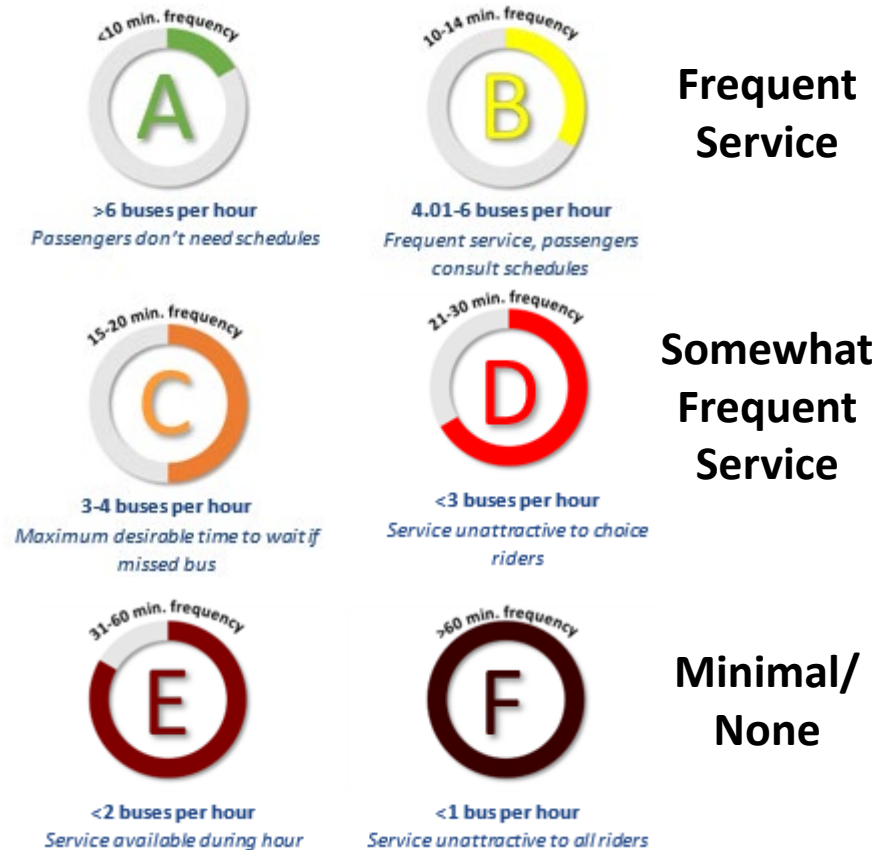 <10 min. frequency
A
>6 buses per hour
Passengers don't need schedules
10-14 min. frequency
B
4.01-6 buses per hour
Frequent service, passengers
consult schedules
Frequent
Service
15-20 min. frequency
C
3-4 buses per hour
Maximum desirable time to wait if
missed bus
21-30 min. frequency
D
<3 buses per hour
Service unattractive to choice
riders
Somewhat
Frequent
Service
31-60 min. frequency
E
<2 buses per hour
Service available during hour
>60 min. frequency
F
<1 bus per hour
Service unattractive to all riders
Minimal/
None